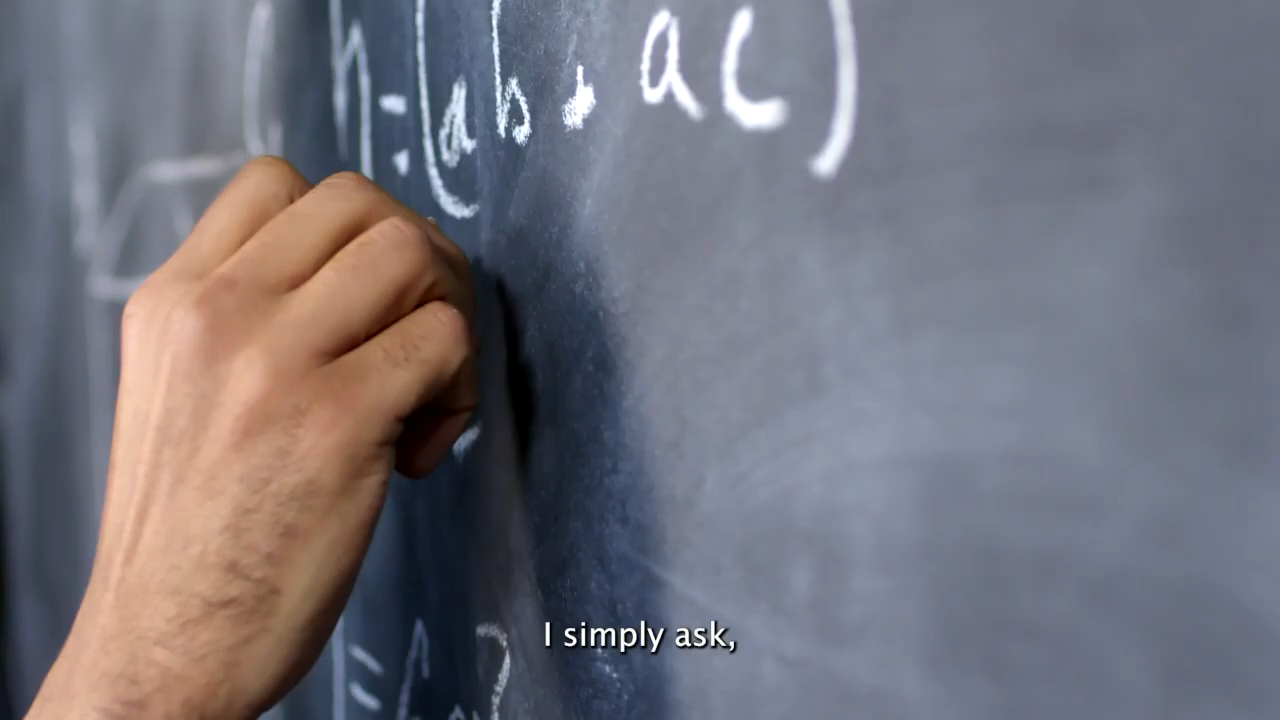 h = (ab, ac)
I simply ask,